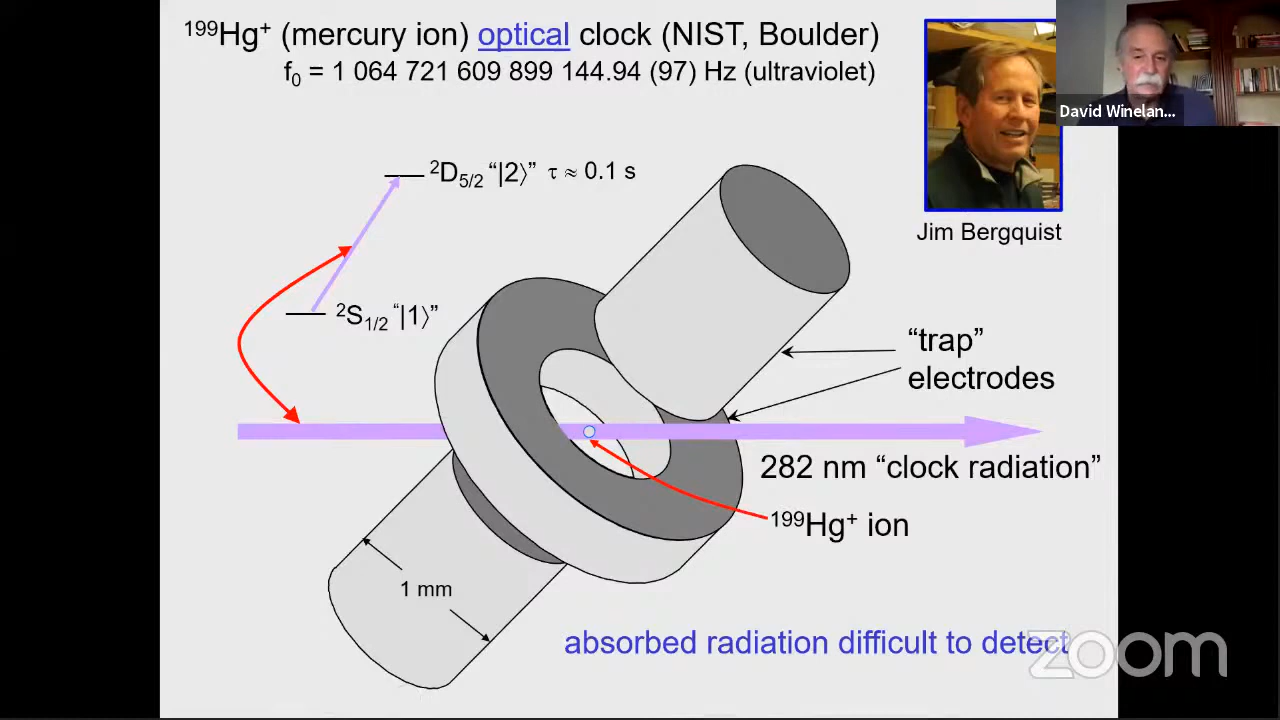 ¹⁹⁹Hg⁺ (mercury ion) optical clock (NIST, Boulder)
f₀ = 1 064 721 609 899 144.94 (97) Hz (ultraviolet)
David Winelan...
²D₅/₂ “|2⟩” τ ≈ 0.1 s
Jim Bergquist
²S₁/₂ “|1⟩”
“trap”
electrodes
282 nm “clock radiation”
¹⁹⁹Hg⁺ ion
1 mm
absorbed radiation difficult to detect
zoom